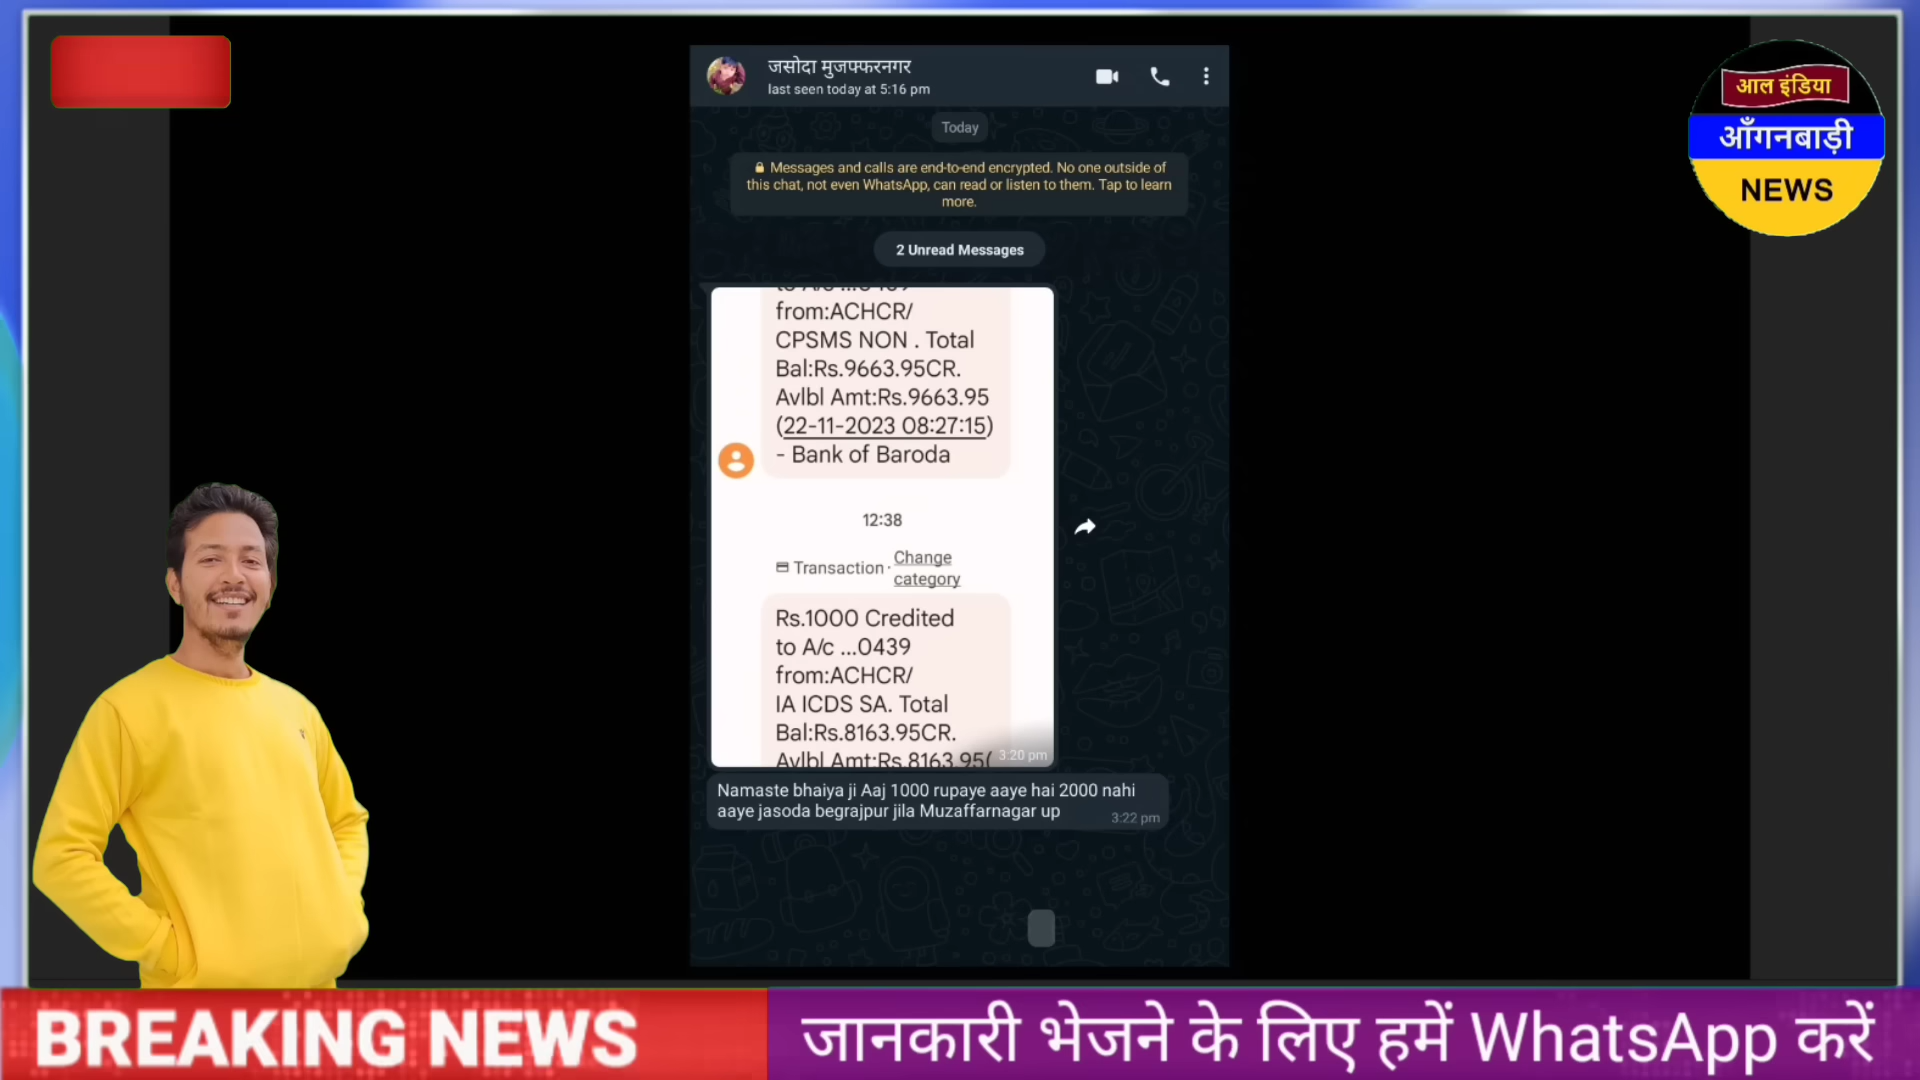 जसोदा मुजफ्फरनगर
last seen today at 5:16 pm
Today
Messages and calls are end-to-end encrypted. No one outside of
this chat, not even WhatsApp, can read or listen to them. Tap to learn
more.
2 Unread Messages
from:ACHCR/
CPSMS NON . Total
Bal:Rs.9663.95CR.
Avlbl Amt:Rs.9663.95
(22-11-2023 08:27:15)
- Bank of Baroda
12:38
Transaction · Change
category
Rs.1000 Credited
to A/c ...0439
from:ACHCR/
IA ICDS SA. Total
Bal:Rs.8163.95CR.
Avlbl Amt:Rs.8163.95(
3:20 pm
Namaste bhaiya ji Aaj 1000 rupaye aaye hai 2000 nahi
aaye jasoda begrajpur jila Muzaffarnagar up
3:22 pm
आल इंडिया
आँगनबाड़ी
NEWS
BREAKING NEWS
जानकारी भेजने के लिए हमें WhatsApp करें